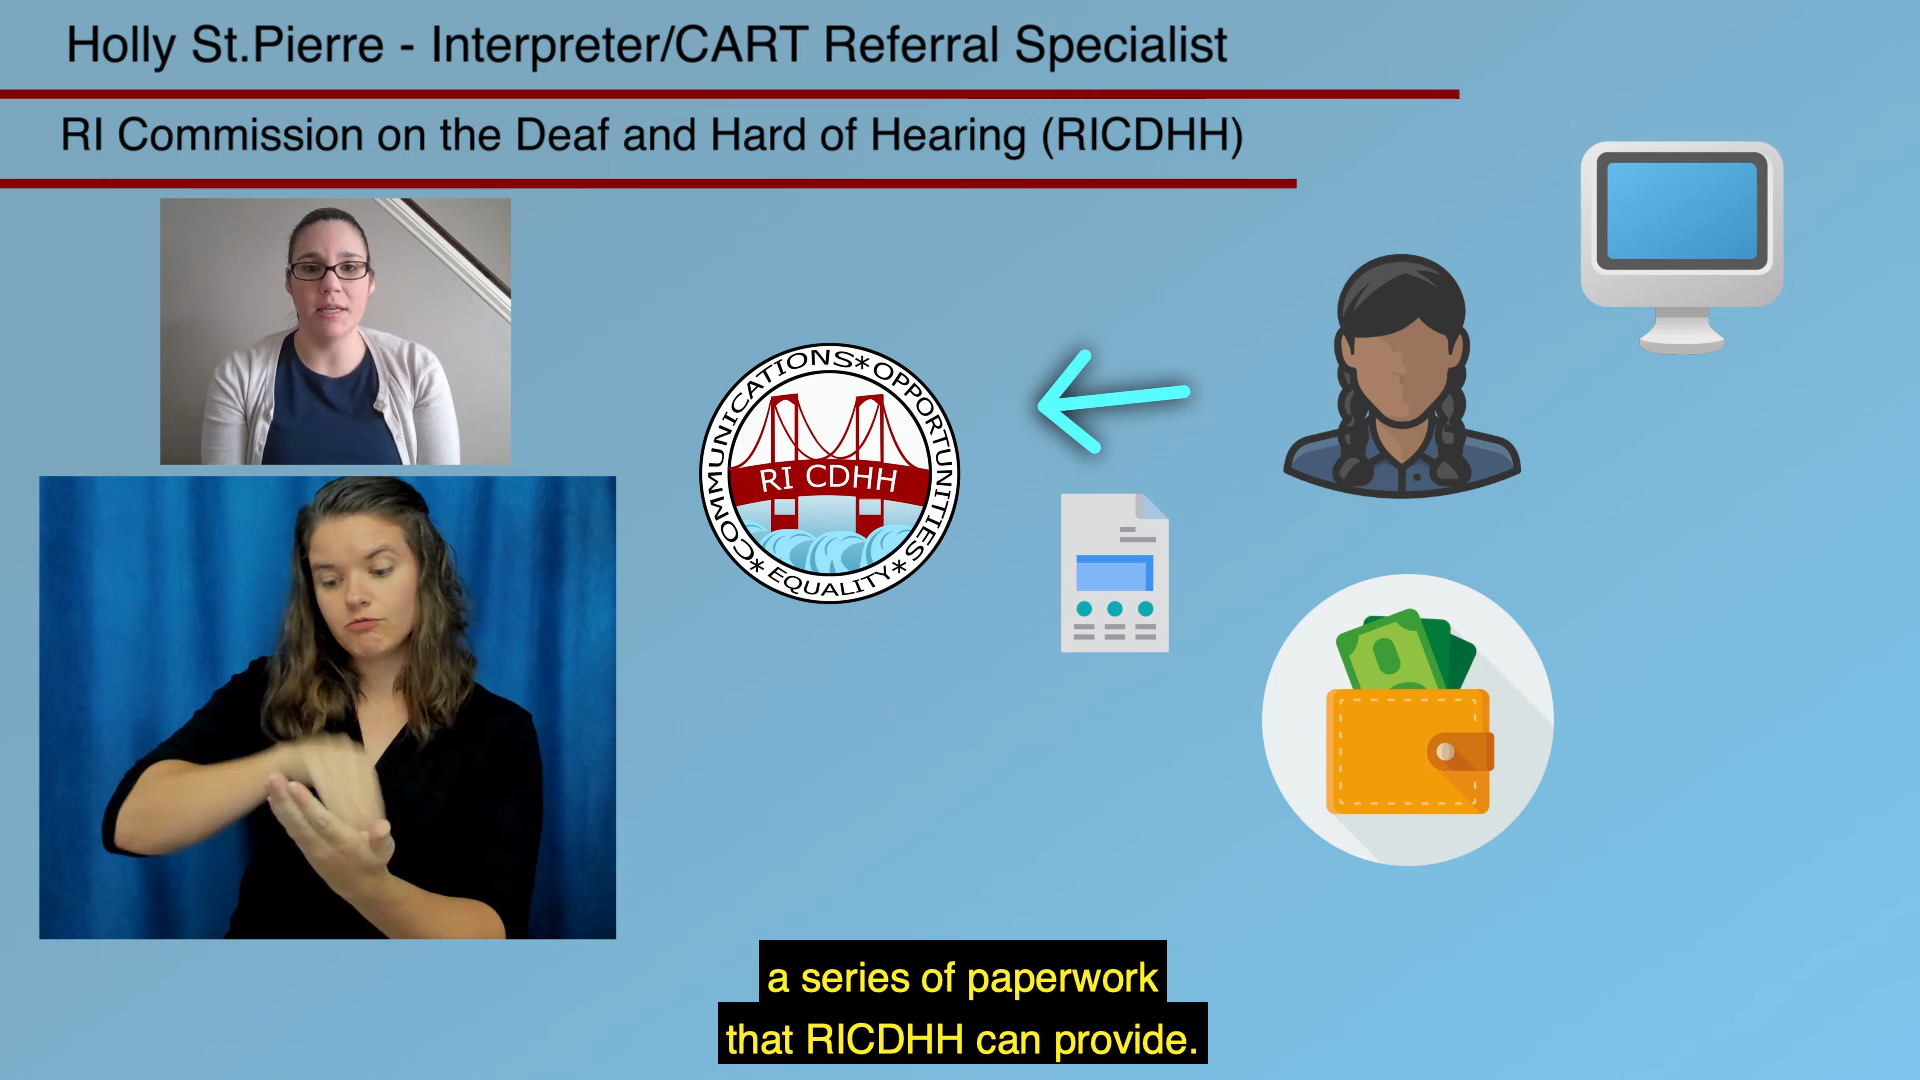 Holly St.Pierre - Interpreter/CART Referral Specialist
RI Commission on the Deaf and Hard of Hearing (RICDHH)
COMMUNICATIONS*OPPORTUNITIES*EQUALITY*
RI CDHH
a series of paperwork
that RICDHH can provide.